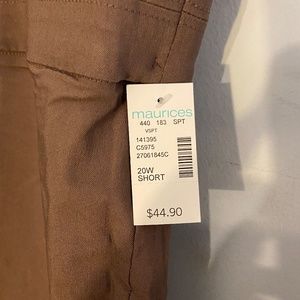 maurices
440 183 SPT
VSPT
141395
C5975
27061845C
20W
SHORT
$44.90